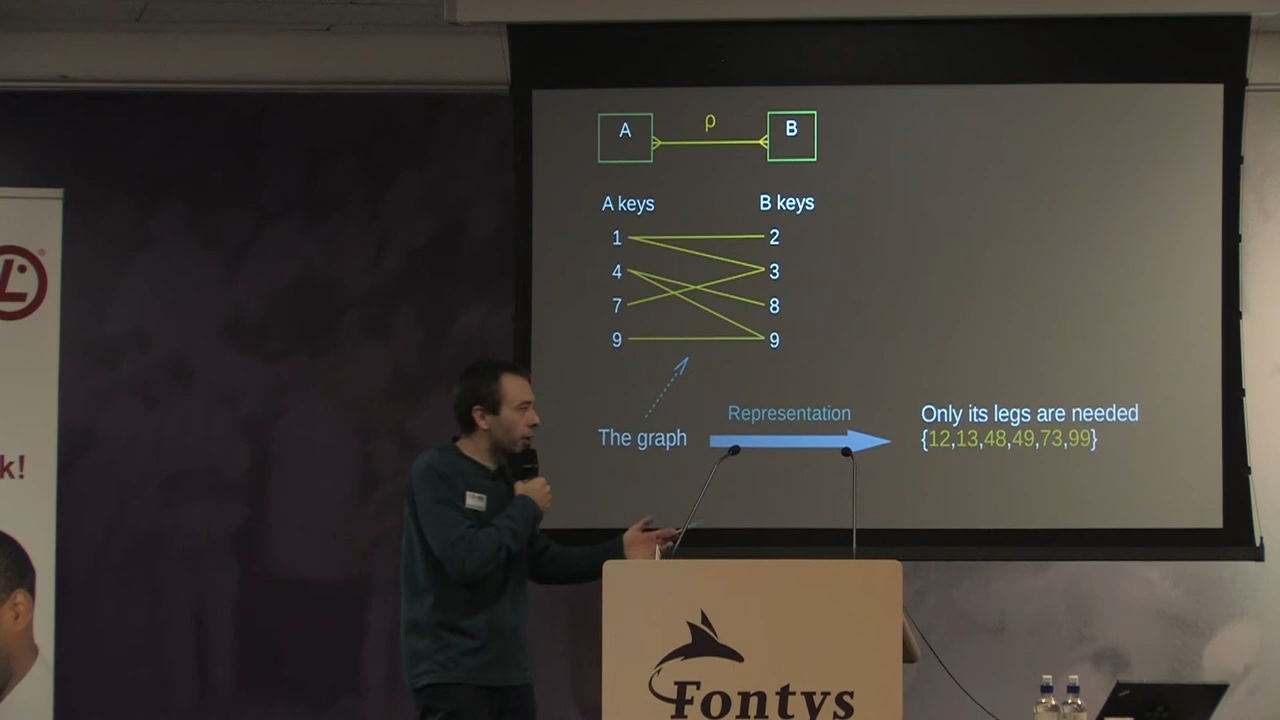 A
ρ
B
A keys
B keys
1
2
4
3
7
8
9
9
Representation
The graph
Only its legs are needed
{12,13,48,49,73,99}
L
®
k!
Fontys